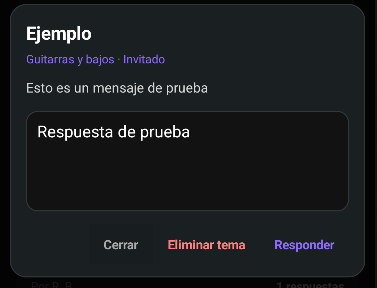 Ejemplo
Guitarras y bajos · Invitado
Esto es un mensaje de prueba
Respuesta de prueba
Cerrar Eliminar tema Responder
1 respuestas